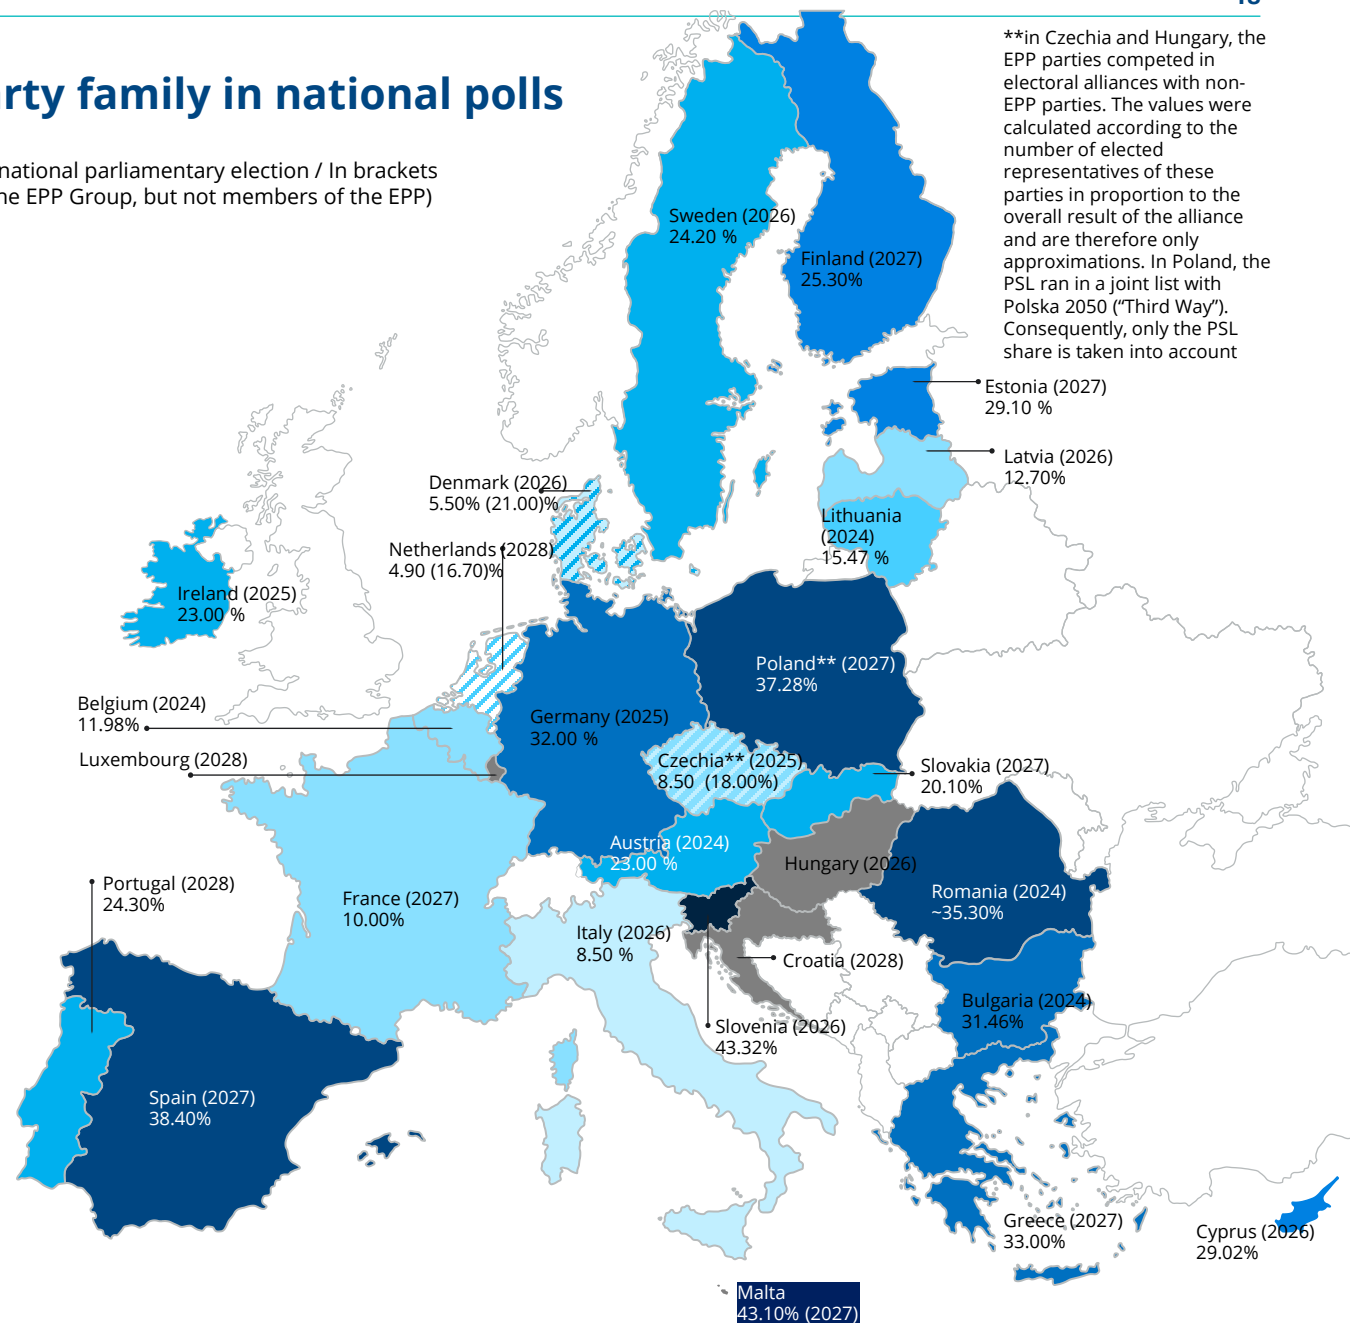 **in Czechia and Hungary, the
EPP parties competed in
electoral alliances with non-
EPP parties. The values were
calculated according to the
number of elected
representatives of these
parties in proportion to the
overall result of the alliance
and are therefore only
approximations. In Poland, the
PSL ran in a joint list with
Polska 2050 (“Third Way”).
Consequently, only the PSL
share is taken into account
party family in national polls
national parliamentary election / In brackets
the EPP Group, but not members of the EPP)
Sweden (2026)
24.20 %
Finland (2027)
25.30%
Estonia (2027)
29.10 %
Latvia (2026)
12.70%
Denmark (2026)
5.50% (21.00)%
Lithuania
(2024)
15.47 %
Netherlands (2028)
4.90 (16.70)%
Ireland (2025)
23.00 %
Poland** (2027)
37.28%
Belgium (2024)
11.98%
Germany (2025)
32.00 %
Luxembourg (2028)
Czechia** (2025)
8.50 (18.00%)
Slovakia (2027)
20.10%
Austria (2024)
23.00 %
Hungary (2026)
Portugal (2028)
24.30%
France (2027)
10.00%
Romania (2024)
~35.30%
Italy (2026)
8.50 %
Croatia (2028)
Bulgaria (2024)
31.46%
Slovenia (2026)
43.32%
Spain (2027)
38.40%
Greece (2027)
33.00%
Cyprus (2026)
29.02%
Malta
43.10% (2027)